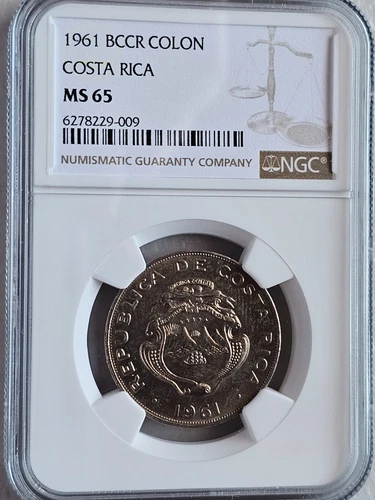 1961 BCCR COLON
COSTA RICA
MS 65
6278229-009
NUMISMATIC GUARANTY COMPANY
NGC®
REPUBLICA DE COSTA RICA
1961